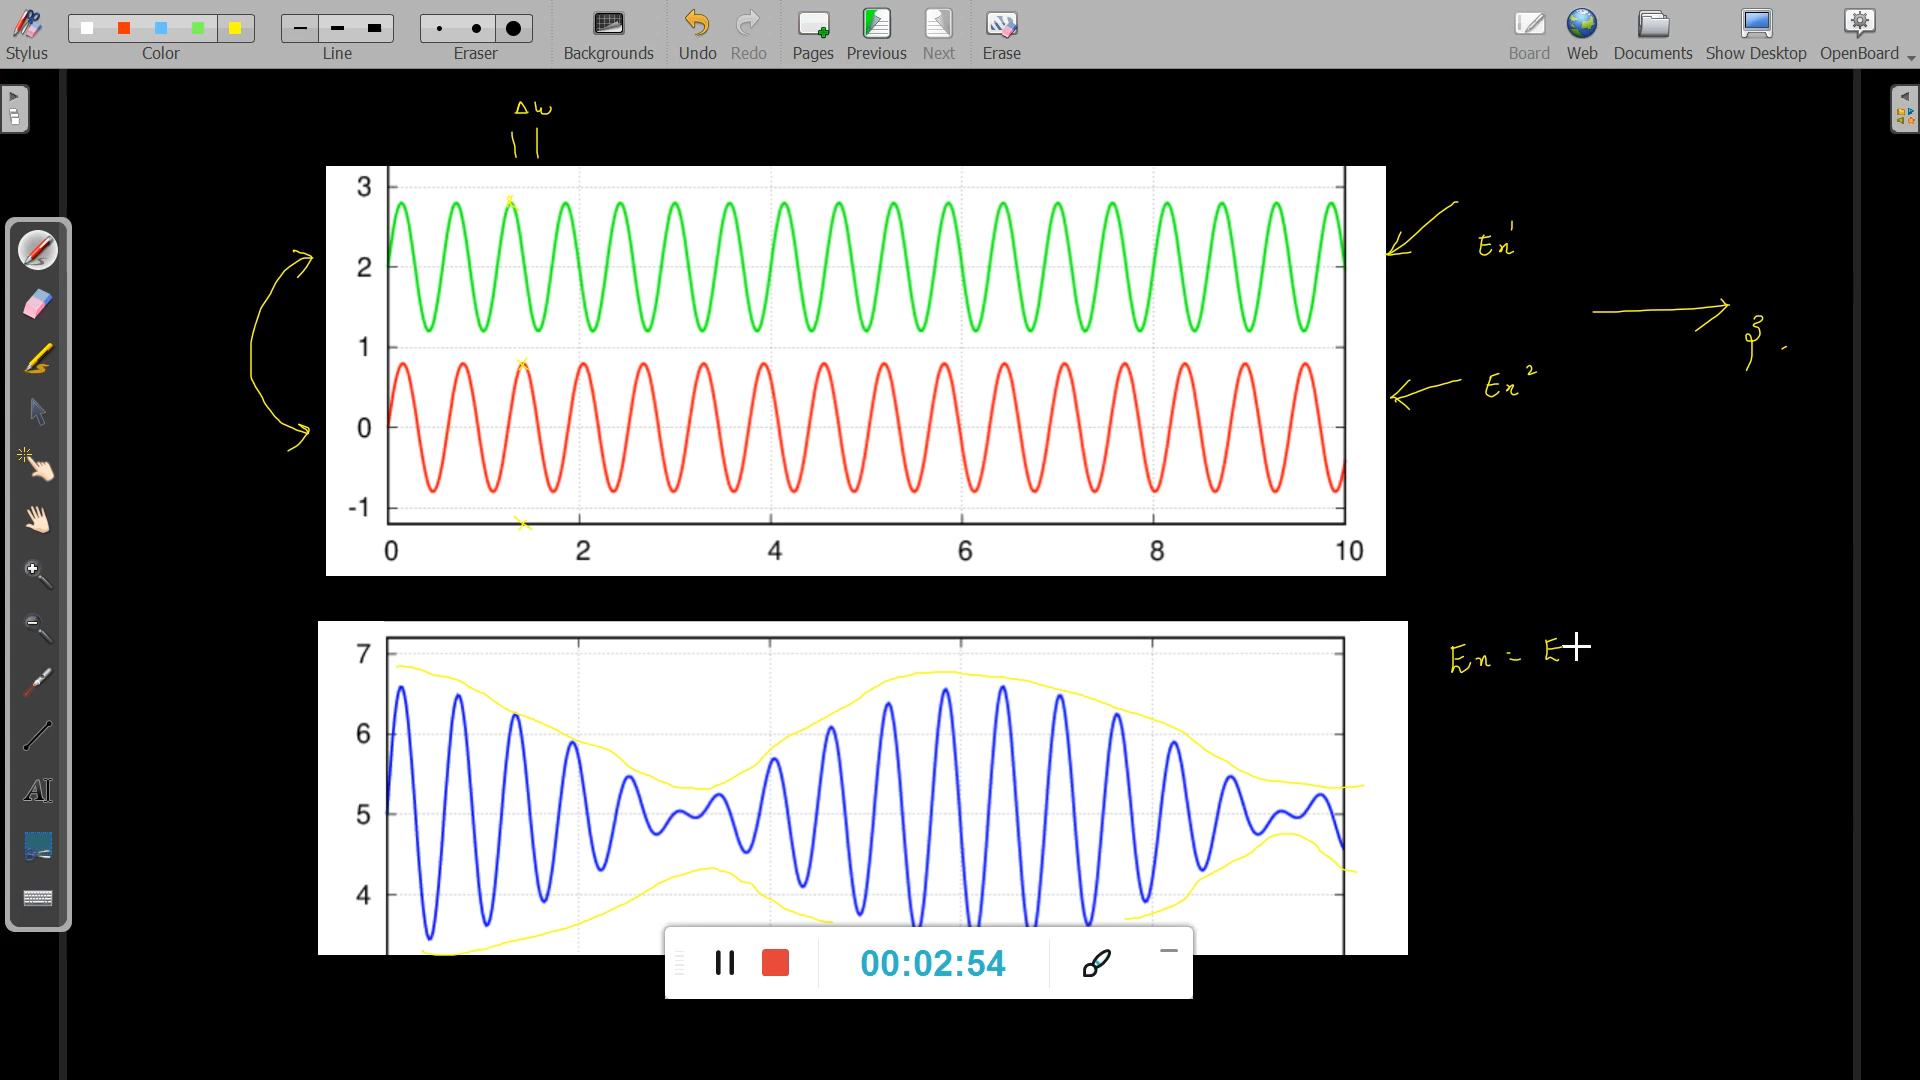 Stylus Color Line Eraser Backgrounds Undo Redo Pages Previous Next Erase Board Web Documents Show Desktop OpenBoard
Δω
3
2
1
0
-1
0 2 4 6 8 10
Ex¹
Ex²
z
7
6
5
4
Ex = E
AI
00:02:54